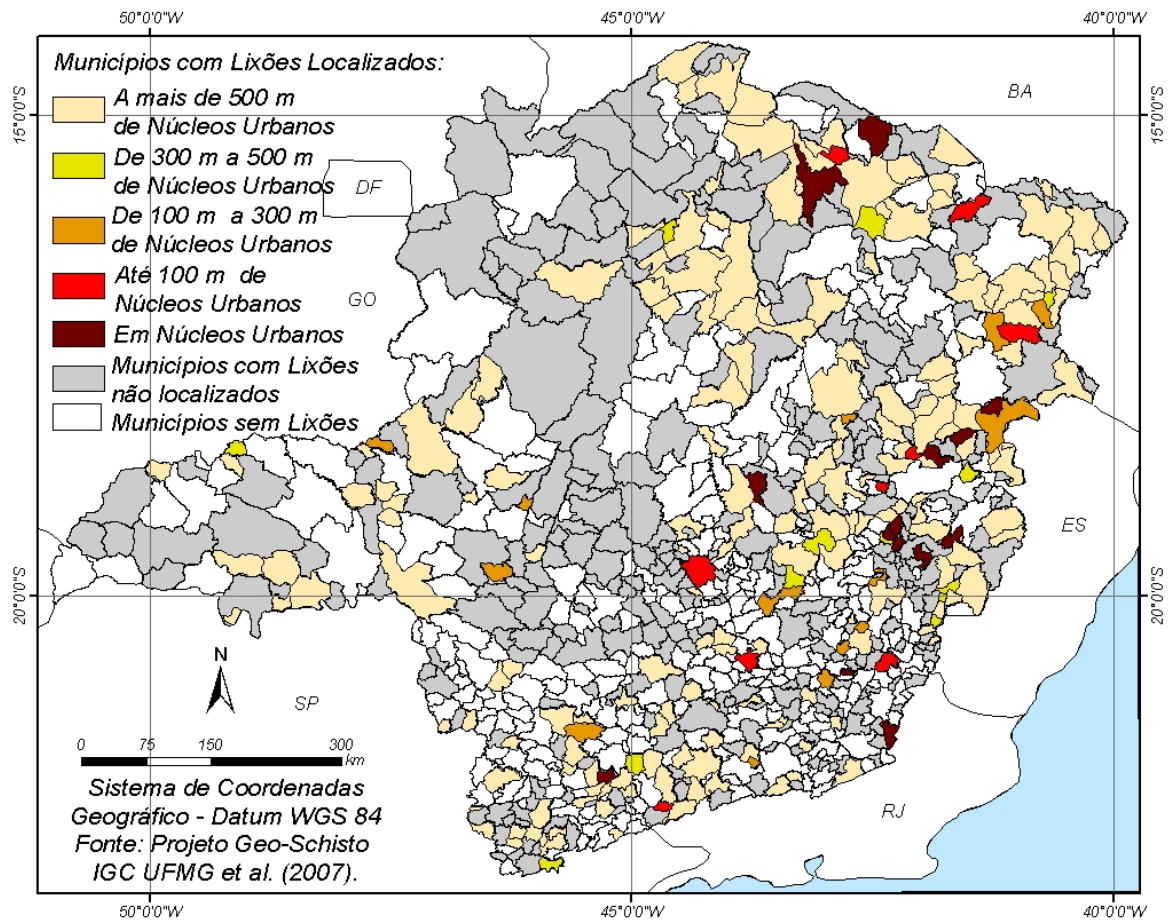 50°0'0"W
45°0'0"W
40°0'0"W
Municípios com Lixões Localizados:
A mais de 500 m
de Núcleos Urbanos
De 300 m a 500 m
de Núcleos Urbanos
De 100 m a 300 m
de Núcleos Urbanos
Até 100 m de
Núcleos Urbanos
Em Núcleos Urbanos
Municípios com Lixões
não localizados
Municípios sem Lixões
BA
DF
GO
ES
SP
RJ
15°0'0"S
15°0'0"S
20°0'0"S
20°0'0"S
N
0 75 150 300
km
Sistema de Coordenadas
Geográfico - Datum WGS 84
Fonte: Projeto Geo-Schisto
IGC UFMG et al. (2007).
50°0'0"W
45°0'0"W
40°0'0"W